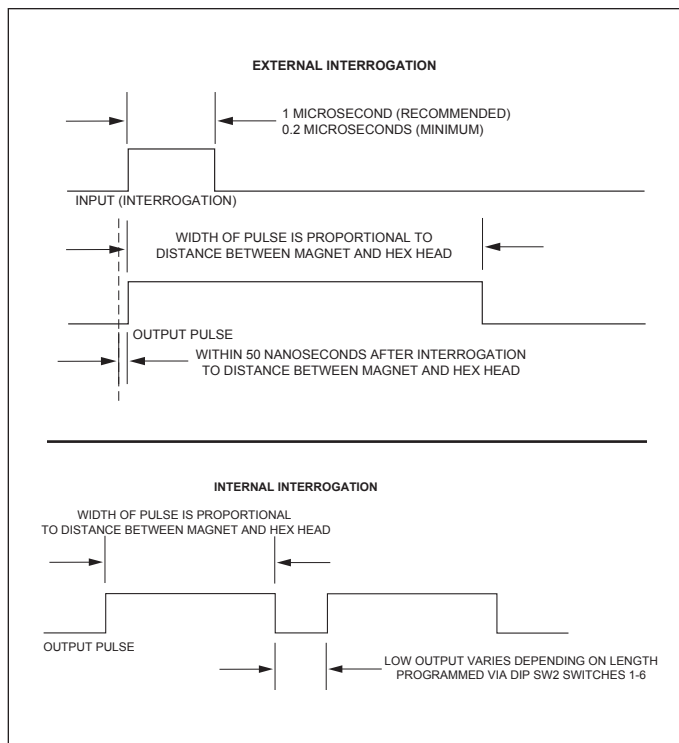 EXTERNAL INTERROGATION
1 MICROSECOND (RECOMMENDED)
0.2 MICROSECONDS (MINIMUM)
INPUT (INTERROGATION)
WIDTH OF PULSE IS PROPORTIONAL TO
DISTANCE BETWEEN MAGNET AND HEX HEAD
OUTPUT PULSE
WITHIN 50 NANOSECONDS AFTER INTERROGATION
TO DISTANCE BETWEEN MAGNET AND HEX HEAD
INTERNAL INTERROGATION
WIDTH OF PULSE IS PROPORTIONAL
TO DISTANCE BETWEEN MAGNET AND HEX HEAD
OUTPUT PULSE
LOW OUTPUT VARIES DEPENDING ON LENGTH
PROGRAMMED VIA DIP SW2 SWITCHES 1-6